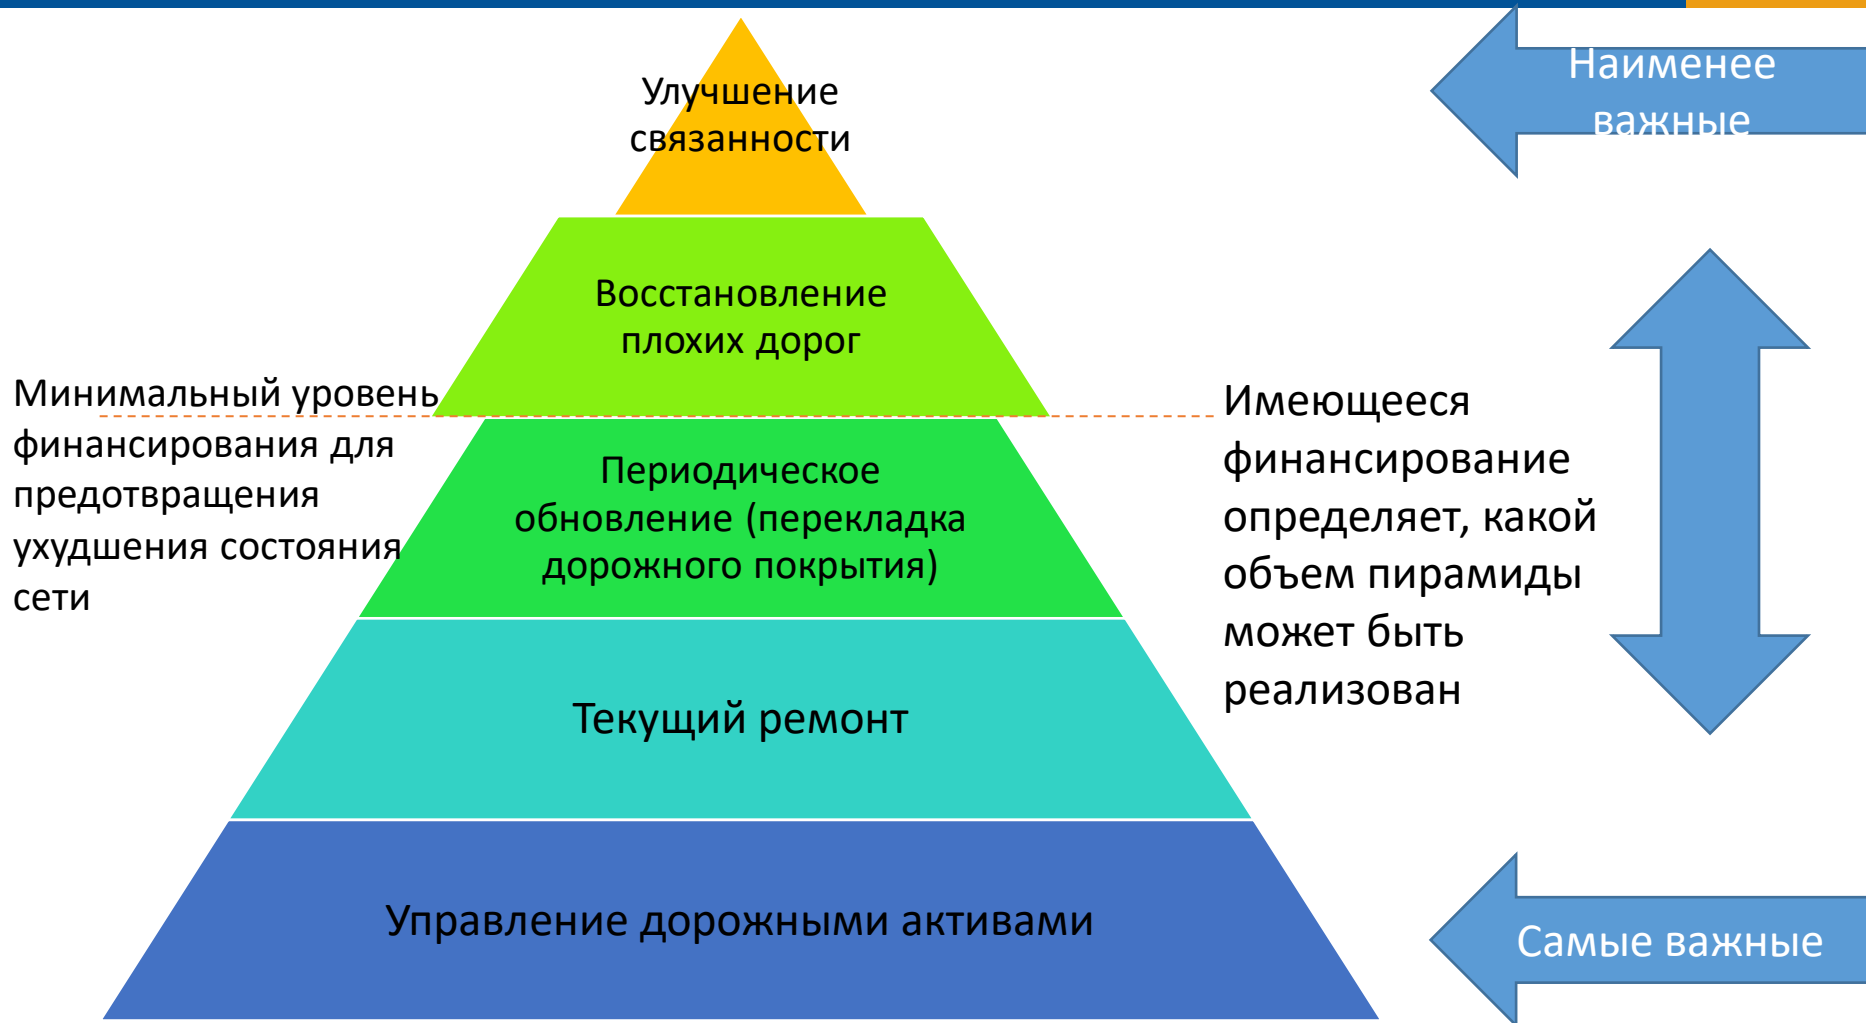 Улучшение
связанности
Наименее
важные
Восстановление
плохих дорог
Минимальный уровень
финансирования для
предотвращения
ухудшения состояния
сети
Периодическое
обновление (перекладка
дорожного покрытия)
Имеющееся
финансирование
определяет, какой
объем пирамиды
может быть
реализован
Текущий ремонт
Управление дорожными активами
Самые важные